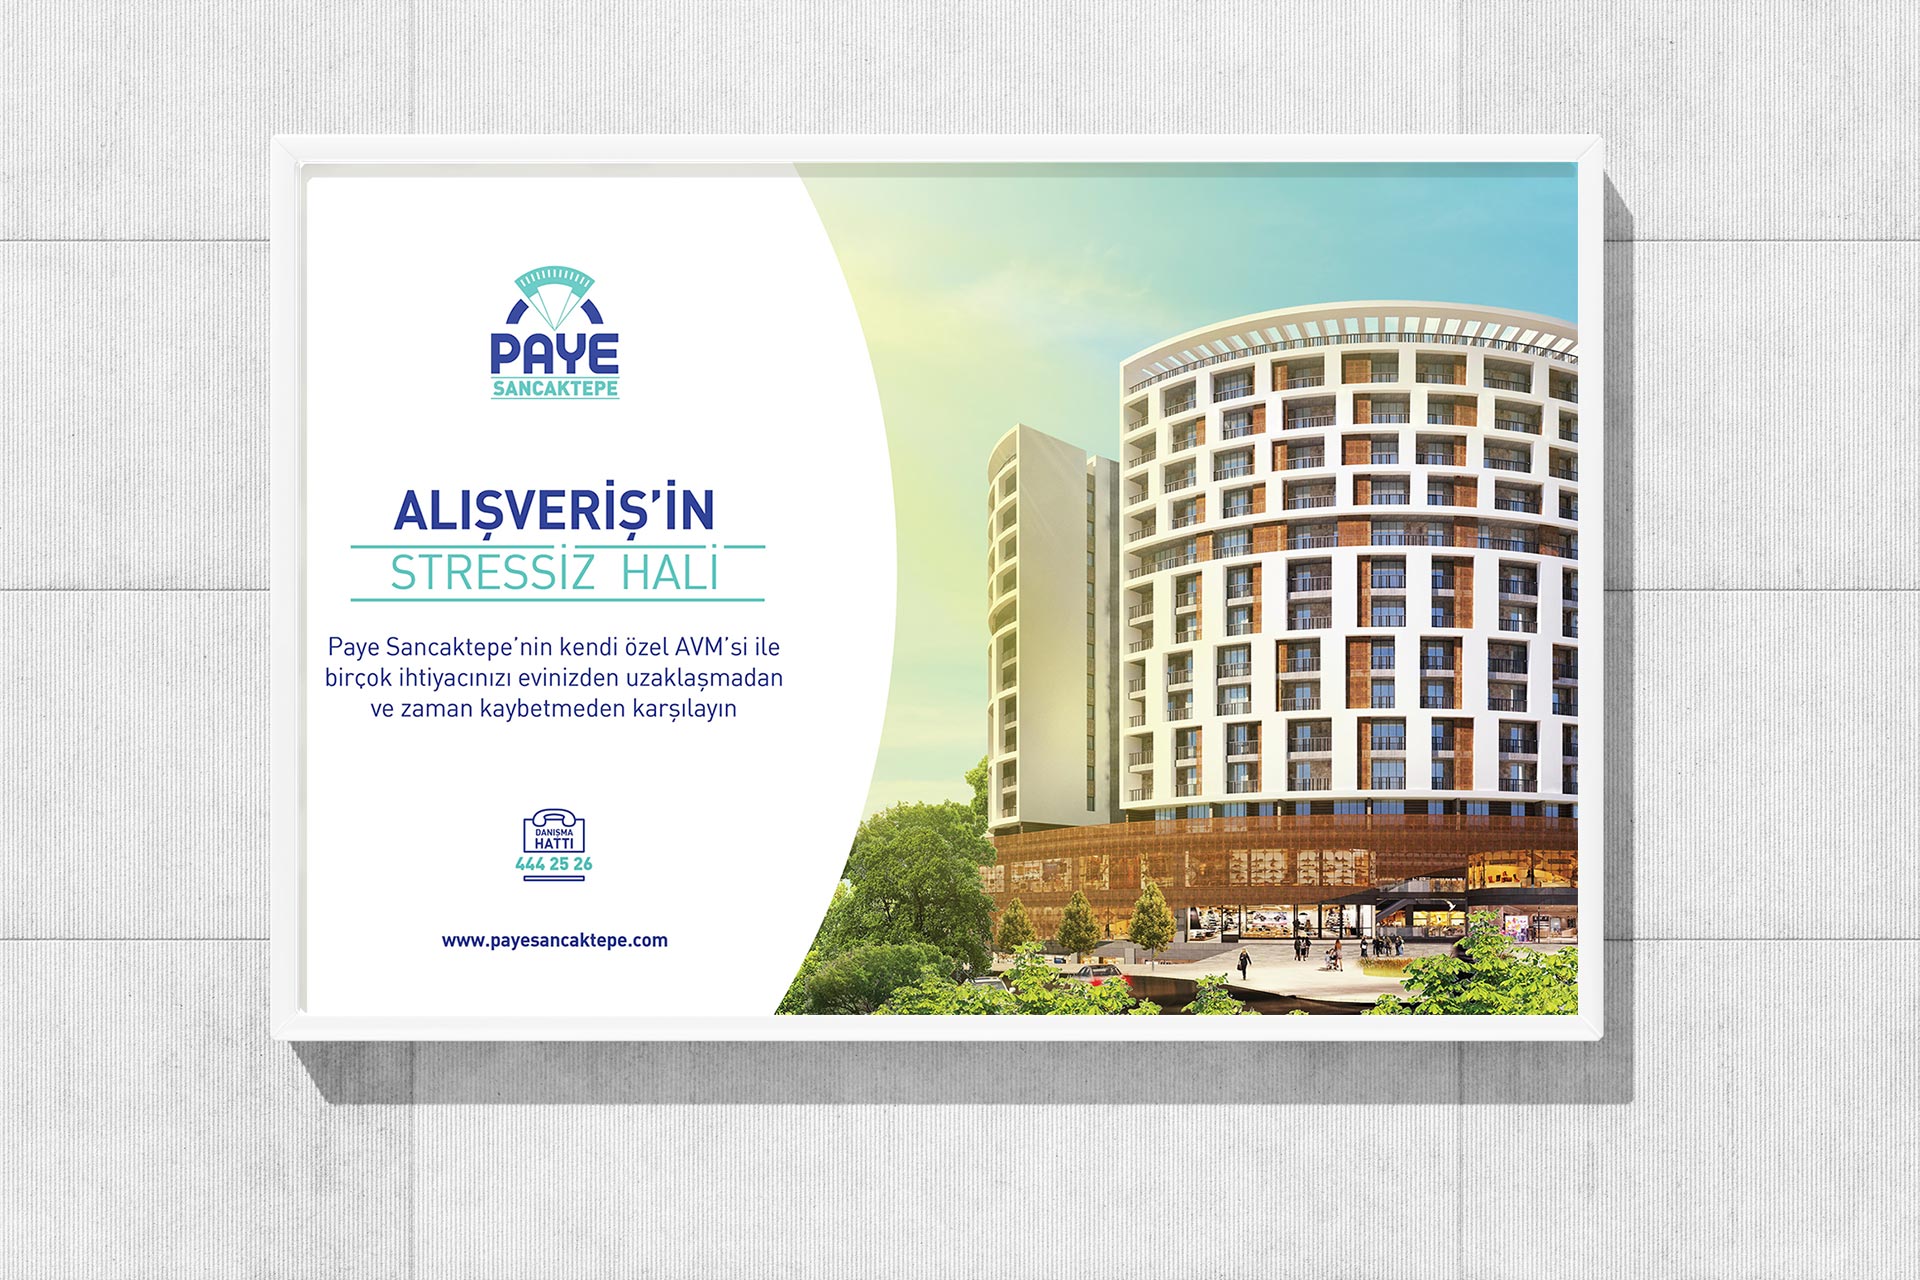 PAYE
SANCAKTEPE
ALIŞVERİŞ'İN
STRESSİZ HALİ
Paye Sancaktepe'nin kendi özel AVM'si ile
birçok ihtiyacınızı evinizden uzaklaşmadan
ve zaman kaybetmeden karşılayın
DANIŞMA
HATTI
444 25 26
www.payesancaktepe.com